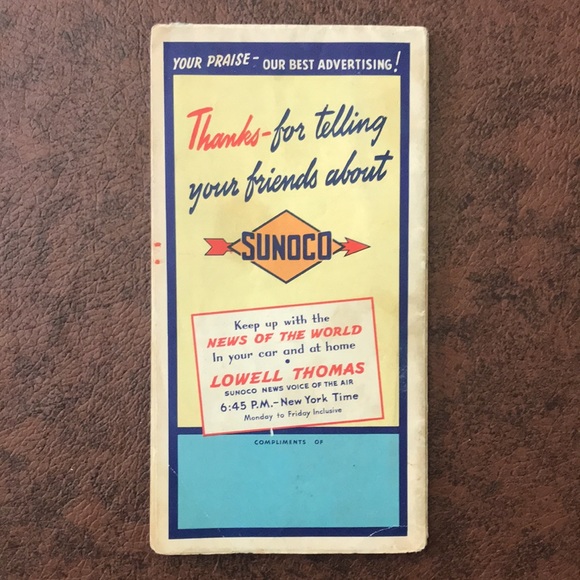 YOUR PRAISE - OUR BEST ADVERTISING!
Thanks - for telling
your friends about
SUNOCO
Keep up with the
NEWS OF THE WORLD
In your car and at home
•
LOWELL THOMAS
SUNOCO NEWS VOICE OF THE AIR
6:45 P.M. - New York Time
Monday to Friday Inclusive
COMPLIMENTS OF